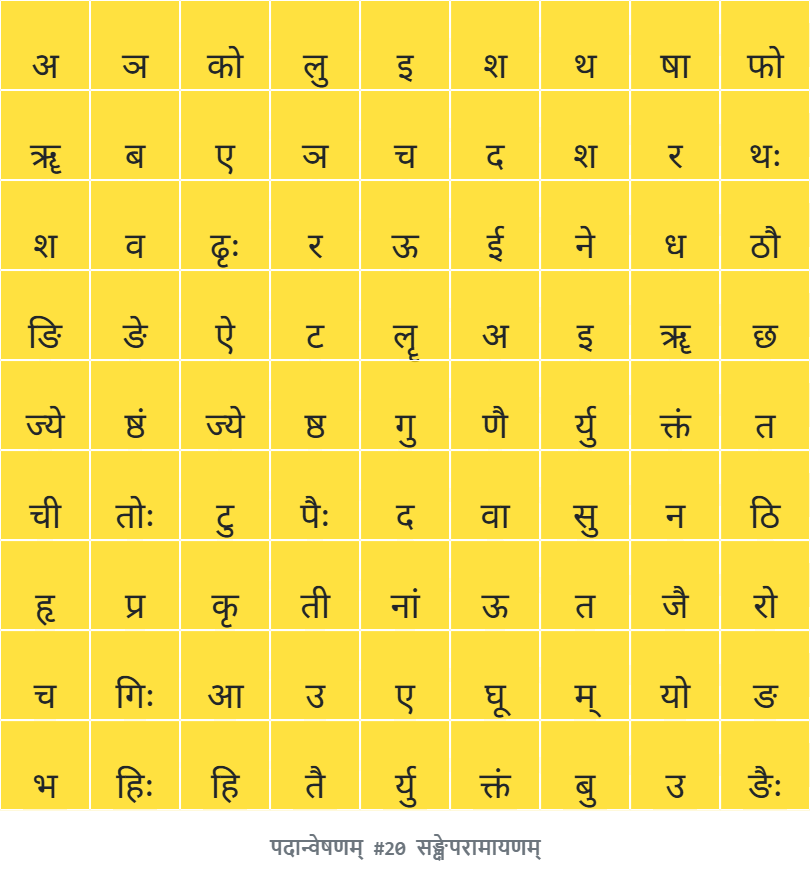 अ ञ को लु इ श थ षा फो
ॠ ब ए ञ च द श र थः
श व ढृः र ऊ ई ने ध ठौ
ङि ङे ऐ ट ॡ अ इ ॠ छ
ज्ये ष्ठं ज्ये ष्ठ गु णै र्यु क्तं त
ची तोः टु पैः द वा सु न ठि
हृ प्र कृ ती नां ऊ त जै रो
च गिः आ उ ए घू म् यो ङ
भ हिः हि तै र्यु क्तं बु उ ङैः
पदान्वेषणम् #20 सङ्क्षेपरामायणम्